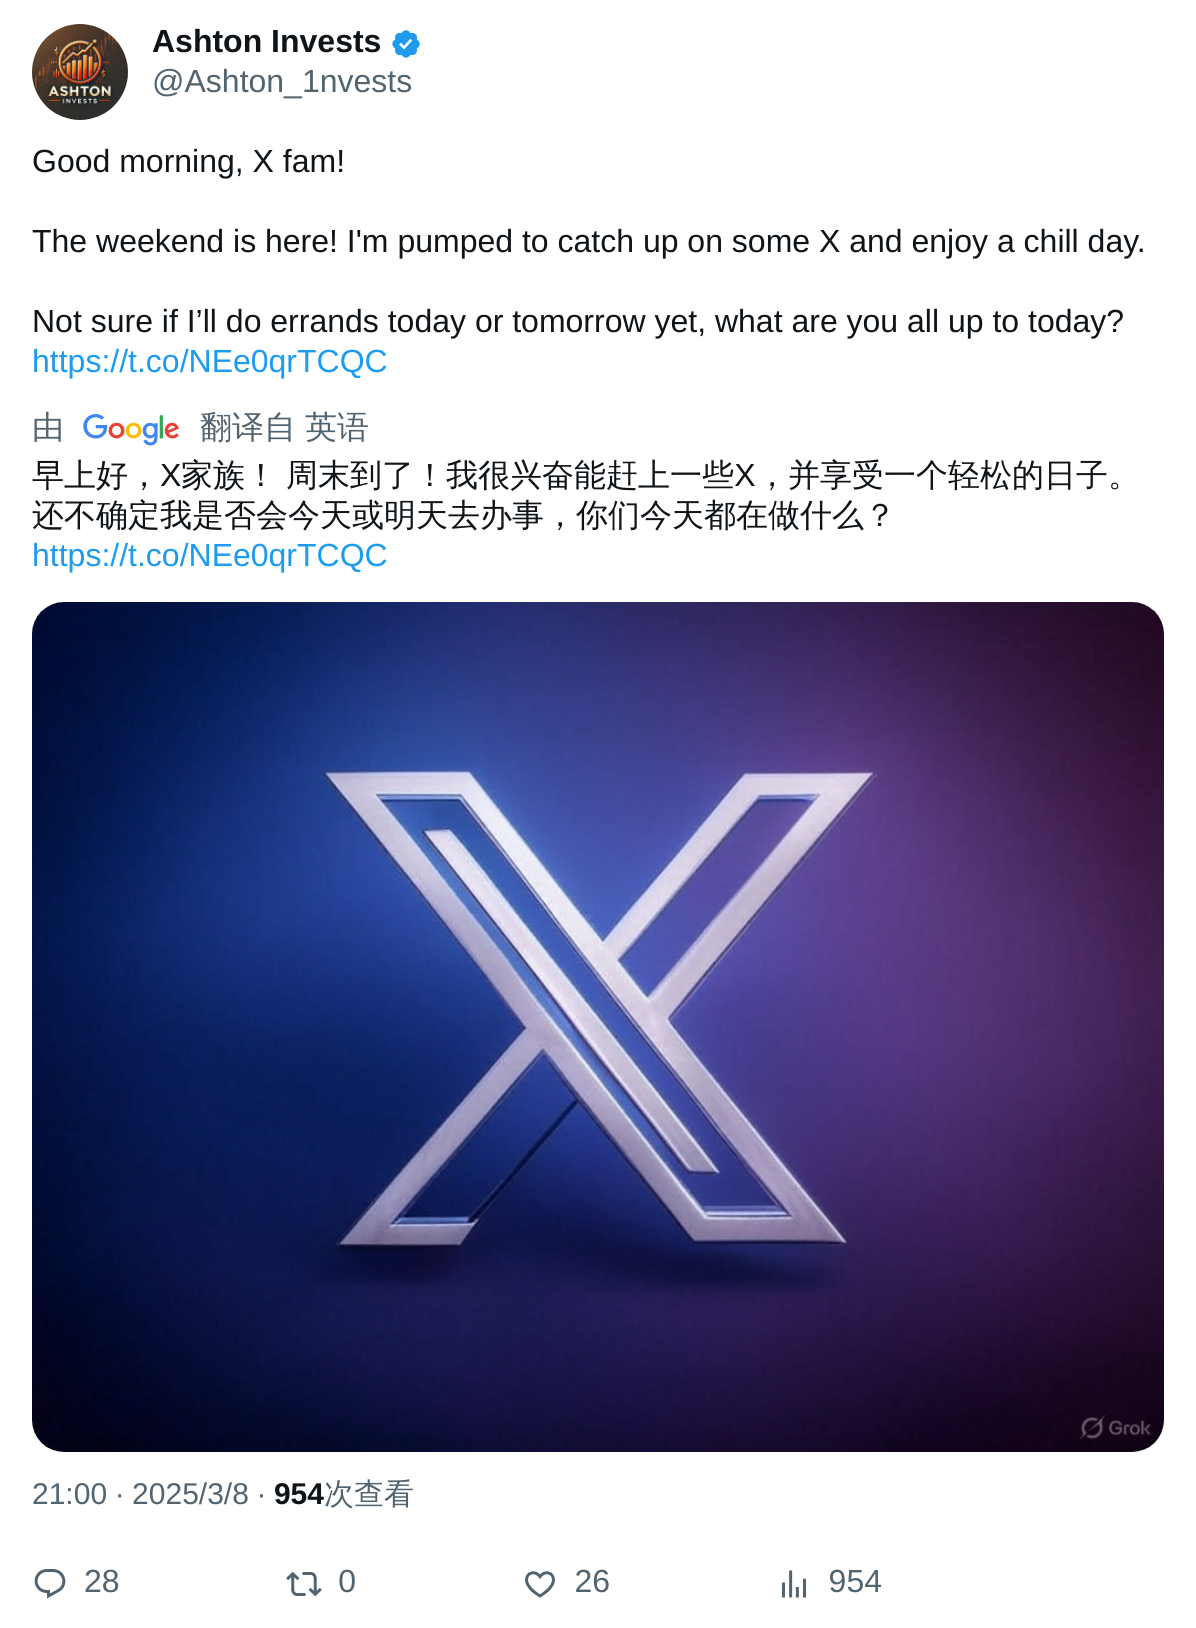 Ashton Invests
@Ashton_1nvests
ASHTON
INVESTS
Good morning, X fam!
The weekend is here! I'm pumped to catch up on some X and enjoy a chill day.
Not sure if I’ll do errands today or tomorrow yet, what are you all up to today?
https://t.co/NEe0qrTCQC
由 Google 翻译自 英语
早上好，X家族！ 周末到了！我很兴奋能赶上一些X，并享受一个轻松的日子。
还不确定我是否会今天或明天去办事，你们今天都在做什么？
https://t.co/NEe0qrTCQC
X
Grok
21:00 · 2025/3/8 · 954次查看
28 0 26 954